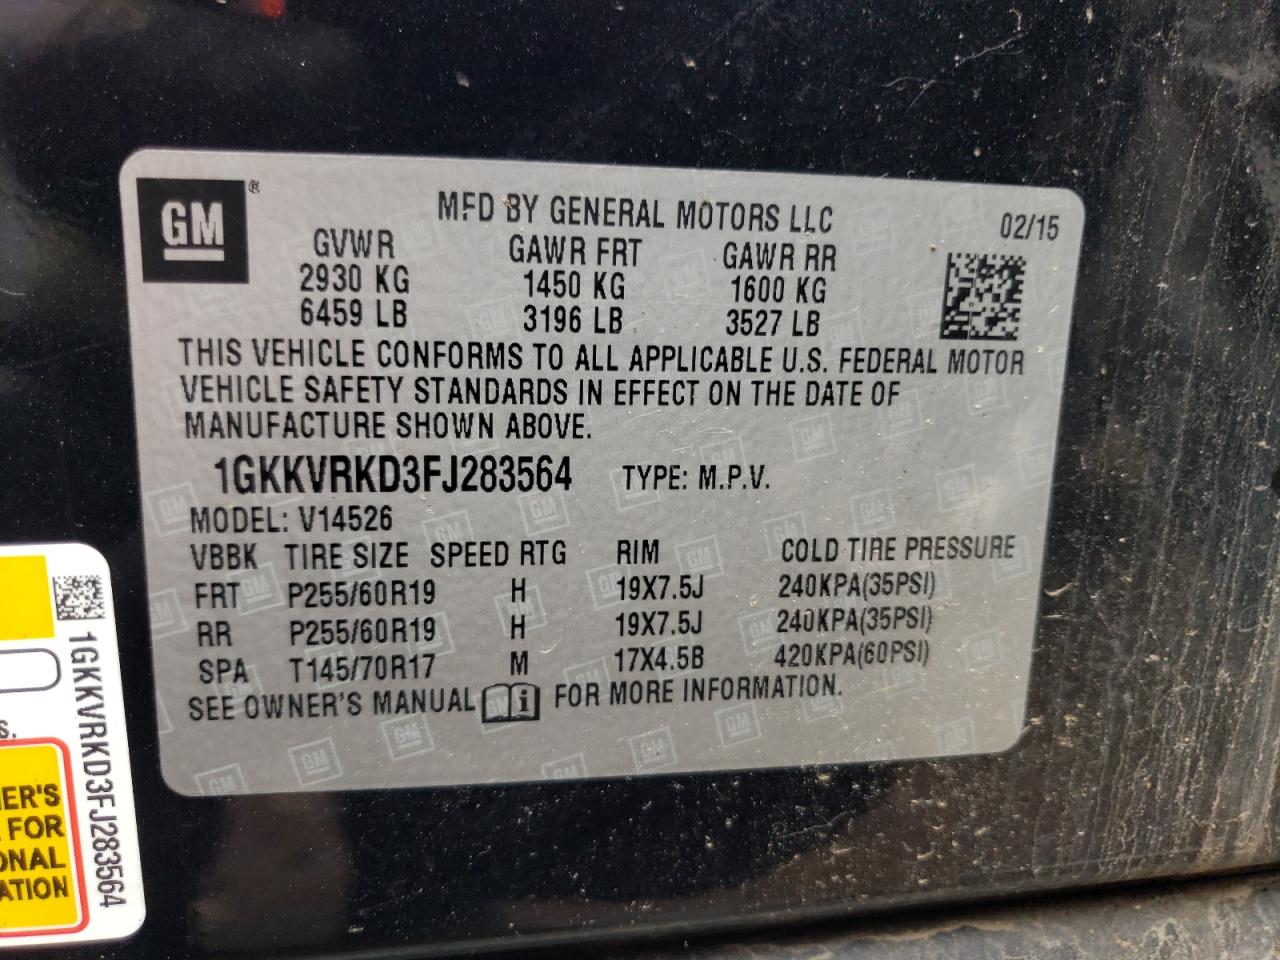 GM ®
MFD BY GENERAL MOTORS LLC 02/15
GVWR GAWR FRT GAWR RR
2930 KG 1450 KG 1600 KG
6459 LB 3196 LB 3527 LB
THIS VEHICLE CONFORMS TO ALL APPLICABLE U.S. FEDERAL MOTOR
VEHICLE SAFETY STANDARDS IN EFFECT ON THE DATE OF
MANUFACTURE SHOWN ABOVE.
1GKKVRKD3FJ283564 TYPE: M.P.V.
MODEL: V14526
VBBK TIRE SIZE SPEED RTG RIM COLD TIRE PRESSURE
FRT P255/60R19 H 19X7.5J 240KPA(35PSI)
RR P255/60R19 H 19X7.5J 240KPA(35PSI)
SPA T145/70R17 M 17X4.5B 420KPA(60PSI)
SEE OWNER'S MANUAL i FOR MORE INFORMATION.
1GKKVRKD3FJ283564
S.
ER'S
FOR
ONAL
ATION